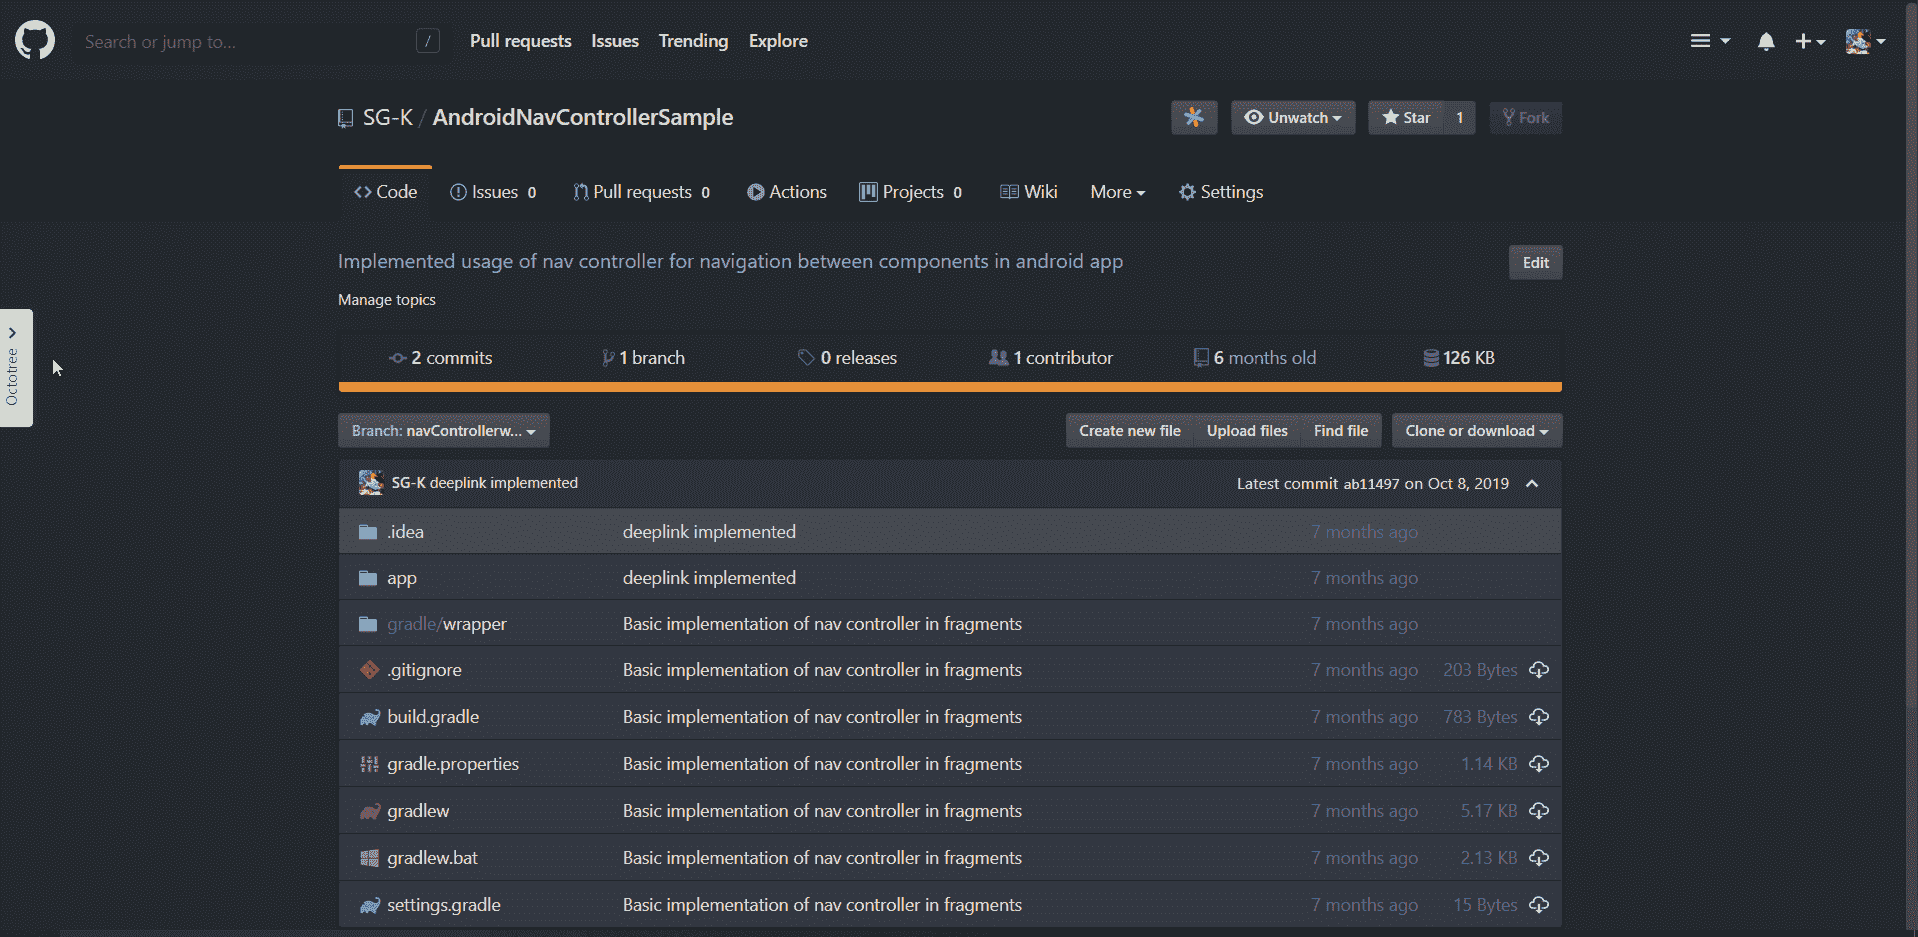 Search or jump to... / Pull requests Issues Trending Explore
SG-K / AndroidNavControllerSample Unwatch Star 1 Fork
Code Issues 0 Pull requests 0 Actions Projects 0 Wiki More Settings
Implemented usage of nav controller for navigation between components in android app Edit
Manage topics
Octotree
2 commits 1 branch 0 releases 1 contributor 6 months old 126 KB
Branch: navControllerw... Create new file Upload files Find file Clone or download
SG-K deeplink implemented Latest commit ab11497 on Oct 8, 2019
.idea deeplink implemented 7 months ago
app deeplink implemented 7 months ago
gradle/wrapper Basic implementation of nav controller in fragments 7 months ago
.gitignore Basic implementation of nav controller in fragments 7 months ago 203 Bytes
build.gradle Basic implementation of nav controller in fragments 7 months ago 783 Bytes
gradle.properties Basic implementation of nav controller in fragments 7 months ago 1.14 KB
gradlew Basic implementation of nav controller in fragments 7 months ago 5.17 KB
gradlew.bat Basic implementation of nav controller in fragments 7 months ago 2.13 KB
settings.gradle Basic implementation of nav controller in fragments 7 months ago 15 Bytes